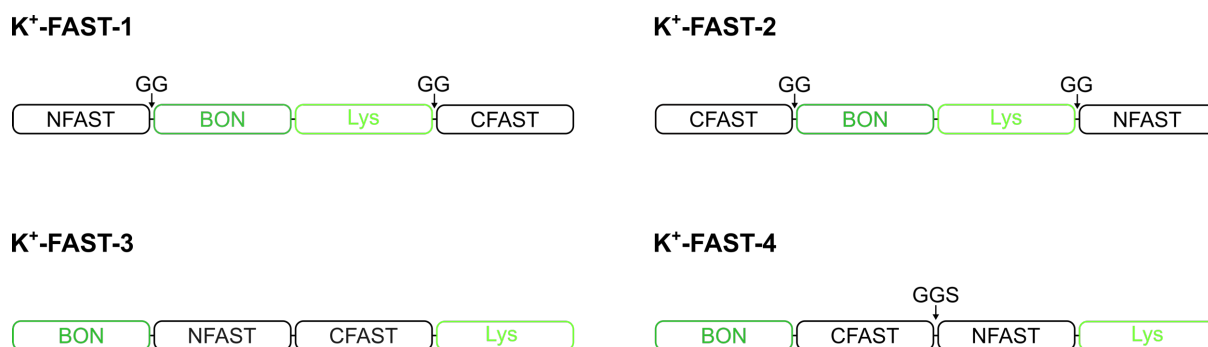 K⁺-FAST-1
GG GG
NFAST BON Lys CFAST
K⁺-FAST-2
GG GG
CFAST BON Lys NFAST
K⁺-FAST-3
BON NFAST CFAST Lys
K⁺-FAST-4
GGS
BON CFAST NFAST Lys